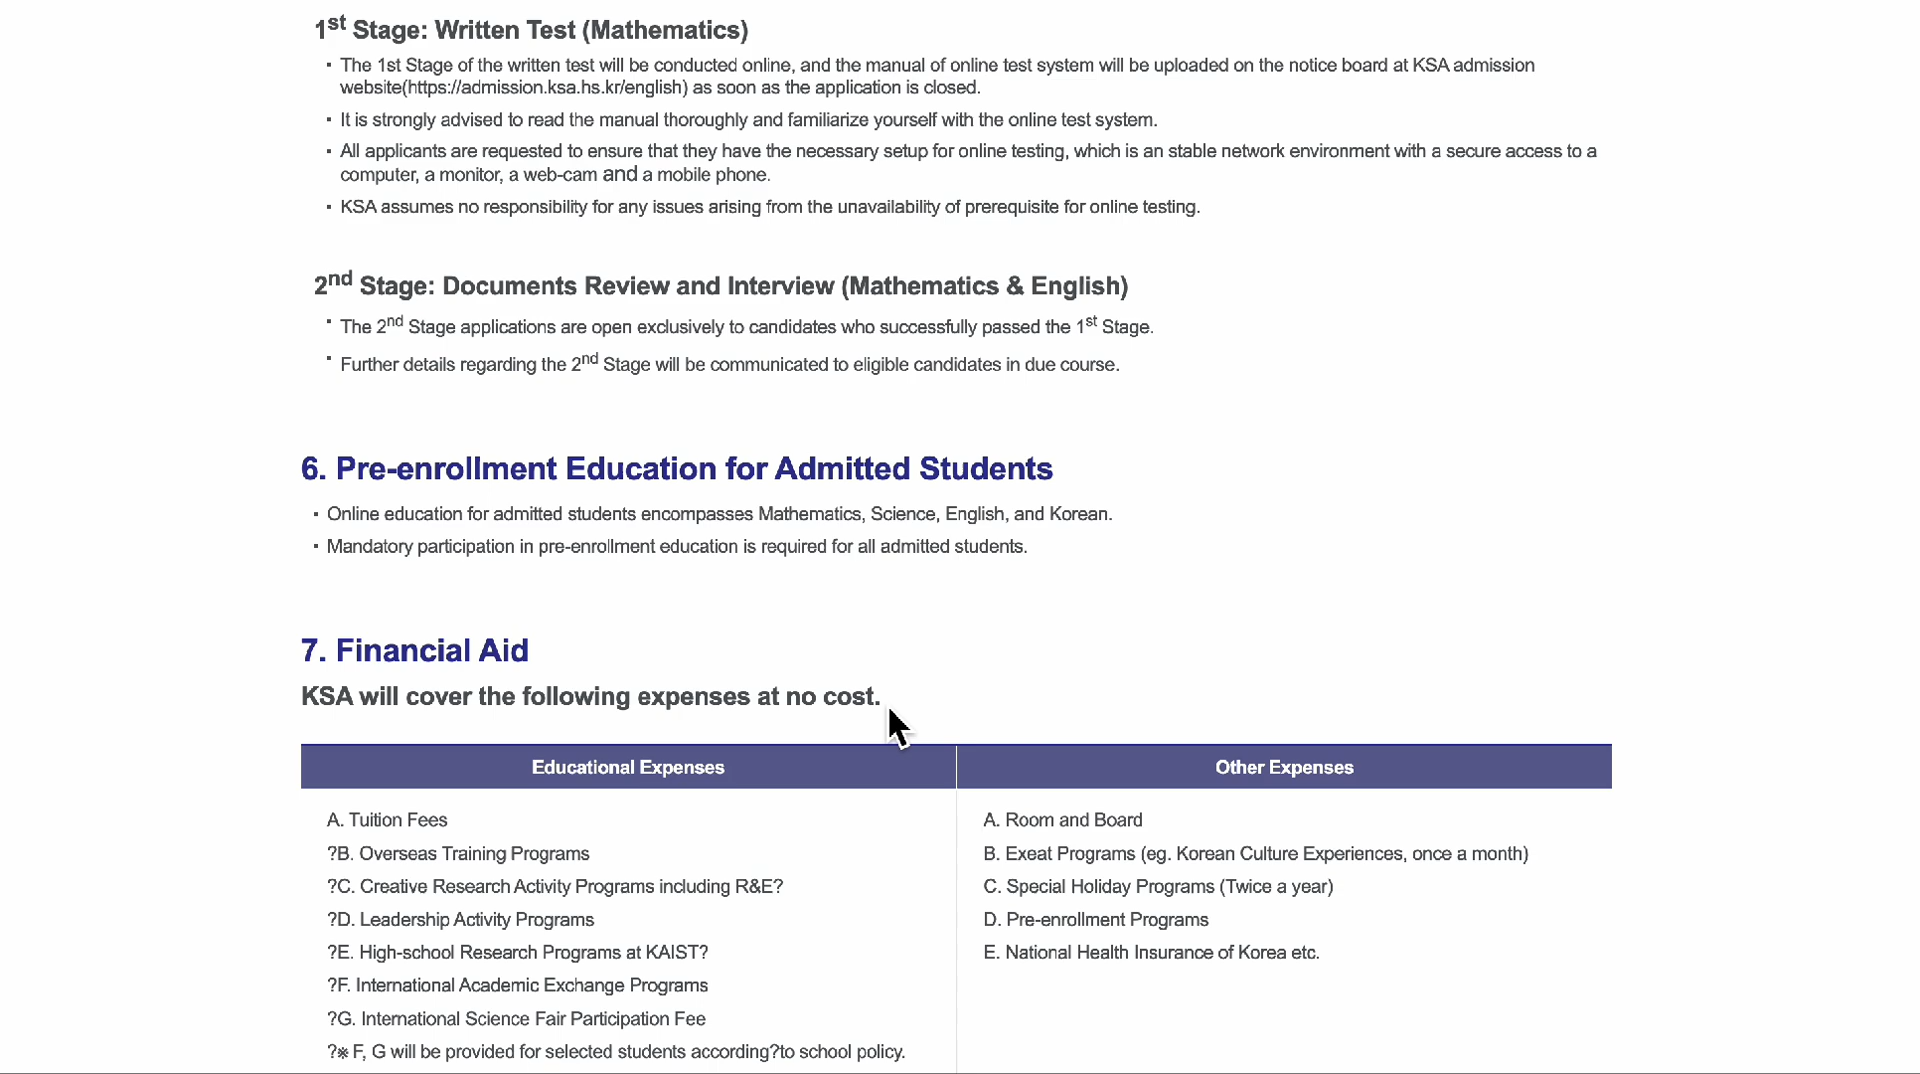 1st Stage: Written Test (Mathematics)
▪ The 1st Stage of the written test will be conducted online, and the manual of online test system will be uploaded on the notice board at KSA admission
website(https://admission.ksa.hs.kr/english) as soon as the application is closed.
▪ It is strongly advised to read the manual thoroughly and familiarize yourself with the online test system.
▪ All applicants are requested to ensure that they have the necessary setup for online testing, which is an stable network environment with a secure access to a
computer, a monitor, a web-cam and a mobile phone.
▪ KSA assumes no responsibility for any issues arising from the unavailability of prerequisite for online testing.
2nd Stage: Documents Review and Interview (Mathematics & English)
▪ The 2nd Stage applications are open exclusively to candidates who successfully passed the 1st Stage.
▪ Further details regarding the 2nd Stage will be communicated to eligible candidates in due course.
6. Pre-enrollment Education for Admitted Students
▪ Online education for admitted students encompasses Mathematics, Science, English, and Korean.
▪ Mandatory participation in pre-enrollment education is required for all admitted students.
7. Financial Aid
KSA will cover the following expenses at no cost.
Educational Expenses
A. Tuition Fees
?B. Overseas Training Programs
?C. Creative Research Activity Programs including R&E?
?D. Leadership Activity Programs
?E. High-school Research Programs at KAIST?
?F. International Academic Exchange Programs
?G. International Science Fair Participation Fee
?※ F, G will be provided for selected students according?to school policy.
Other Expenses
A. Room and Board
B. Exeat Programs (eg. Korean Culture Experiences, once a month)
C. Special Holiday Programs (Twice a year)
D. Pre-enrollment Programs
E. National Health Insurance of Korea etc.